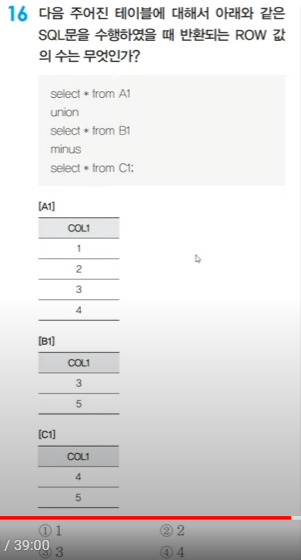 16 다음 주어진 테이블에 대해서 아래와 같은
SQL문을 수행하였을 때 반환되는 ROW 값
의 수는 무엇인가?
select * from A1
union
select * from B1
minus
select * from C1;
[A1]
COL1
1
2
3
4
[B1]
COL1
3
5
[C1]
COL1
4
5
① 1 ② 2
/ 39:00
③ 3 ④ 4